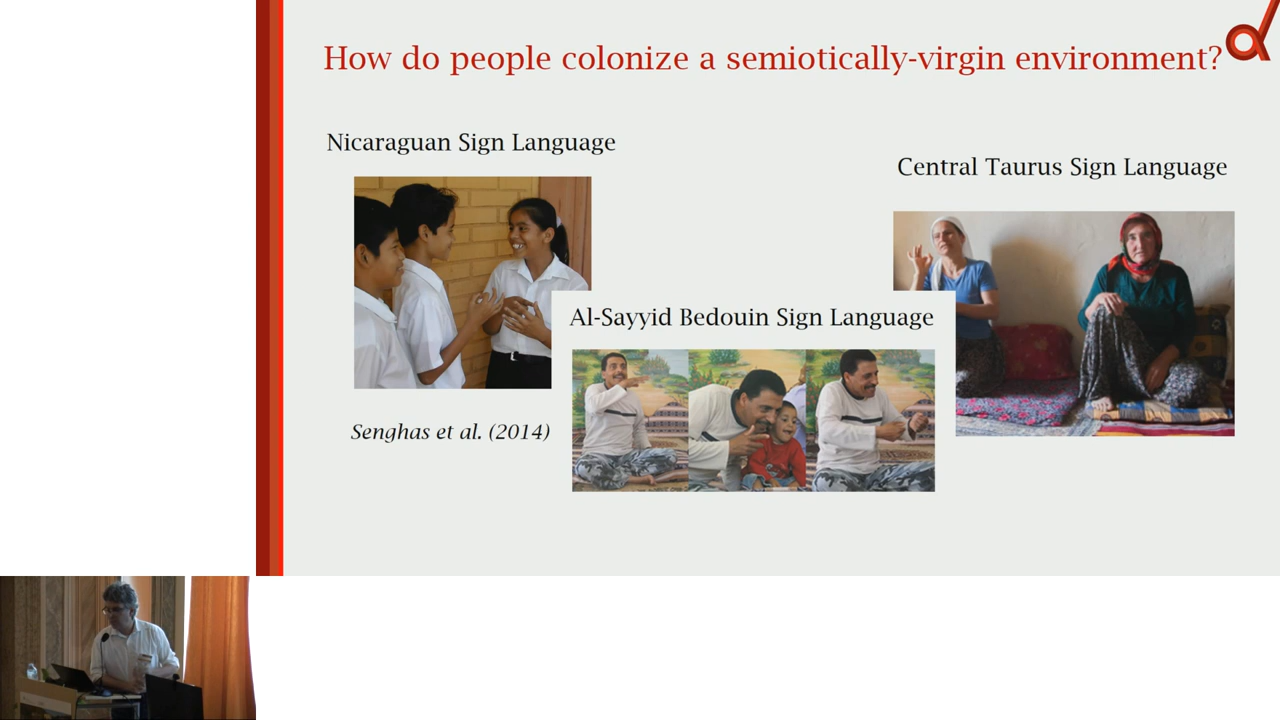 How do people colonize a semiotically-virgin environment?
Nicaraguan Sign Language
Central Taurus Sign Language
Al-Sayyid Bedouin Sign Language
Senghas et al. (2014)